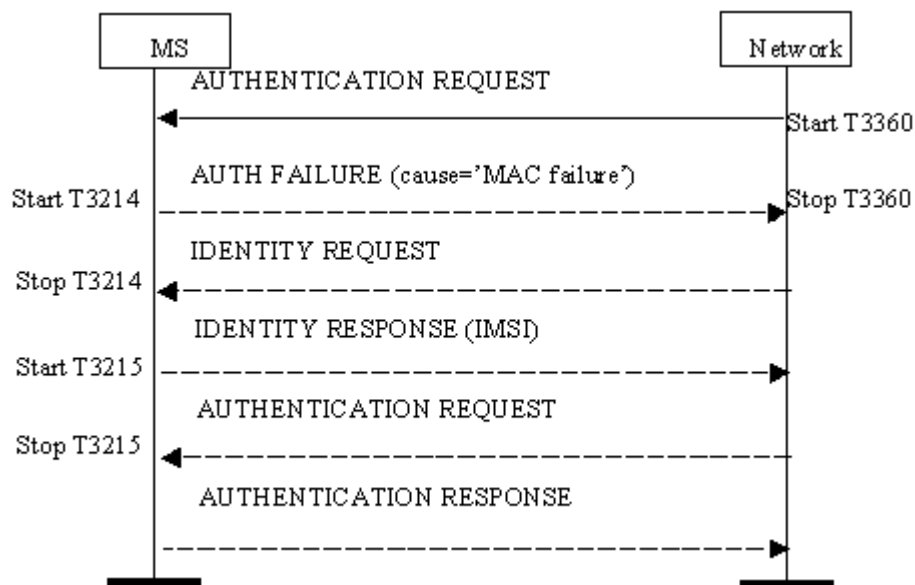 MS
Network
AUTHENTICATION REQUEST
Start T3360
AUTH FAILURE (cause='MAC failure')
Start T3214
Stop T3360
IDENTITY REQUEST
Stop T3214
IDENTITY RESPONSE (IMSI)
Start T3215
AUTHENTICATION REQUEST
Stop T3215
AUTHENTICATION RESPONSE